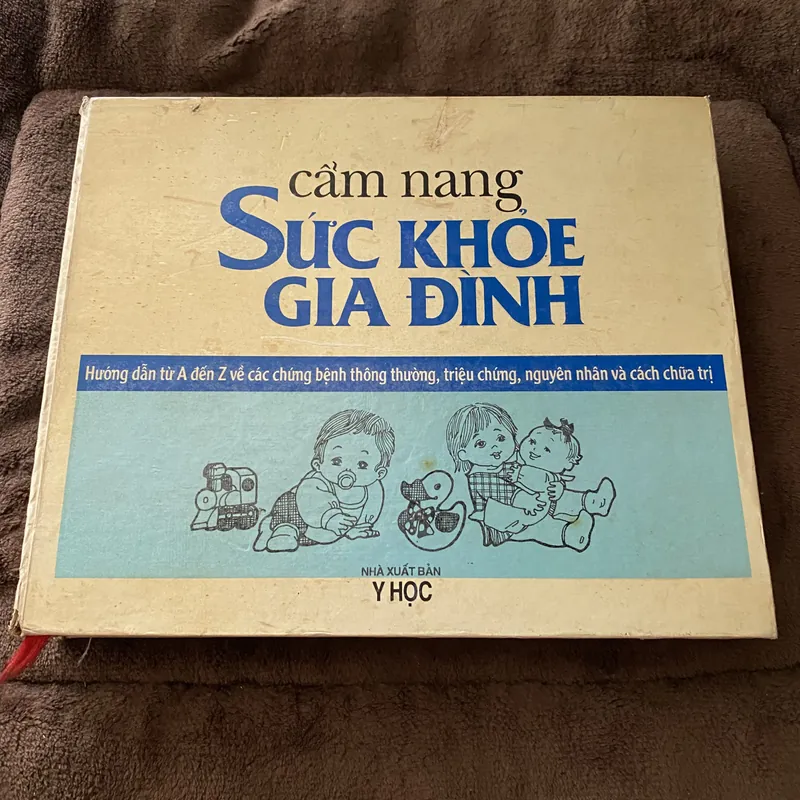 cẩm nang
SỨC KHỎE
GIA ĐÌNH
Hướng dẫn từ A đến Z về các chứng bệnh thông thường, triệu chứng, nguyên nhân và cách chữa trị
NHÀ XUẤT BẢN
Y HỌC